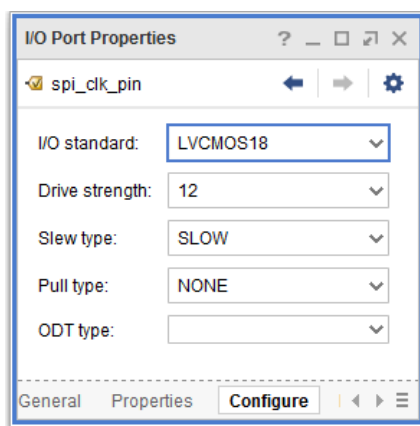 I/O Port Properties
spi_clk_pin
I/O standard: LVCMOS18
Drive strength: 12
Slew type: SLOW
Pull type: NONE
ODT type:
General Properties Configure